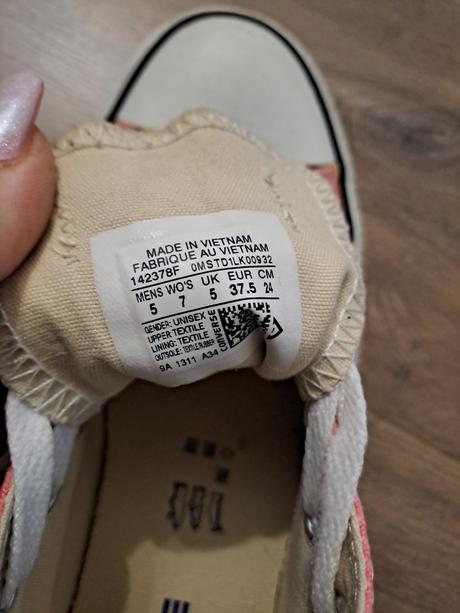 MADE IN VIETNAM
FABRIQUE AU VIETNAM
142378F 0MSTD1LK00932
MENS WO'S UK EUR CM
5 7 5 37.5 24
GENDER: UNISEX
UPPER TEXTILE
LINING: TEXTILE
OUTSOLE: TEXTILE RUBBER
9A 1311 A34
CONVERSE